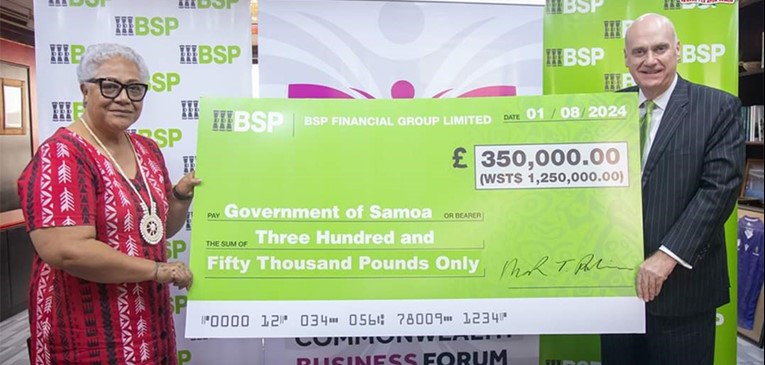 BSP
BSP
BSP
BSP
BSP
BSP
BSP
BSP
BSP
BSP | BSP FINANCIAL GROUP LIMITED
DATE 01 / 08 / 2024
£ 350,000.00
(WST$ 1,250,000.00)
PAY Government of Samoa OR BEARER
THE SUM OF Three Hundred and
Fifty Thousand Pounds Only
"0000 12" 034 056 78009 1234"
COMMONWEALTH
BUSINESS FORUM
BSP
BSP